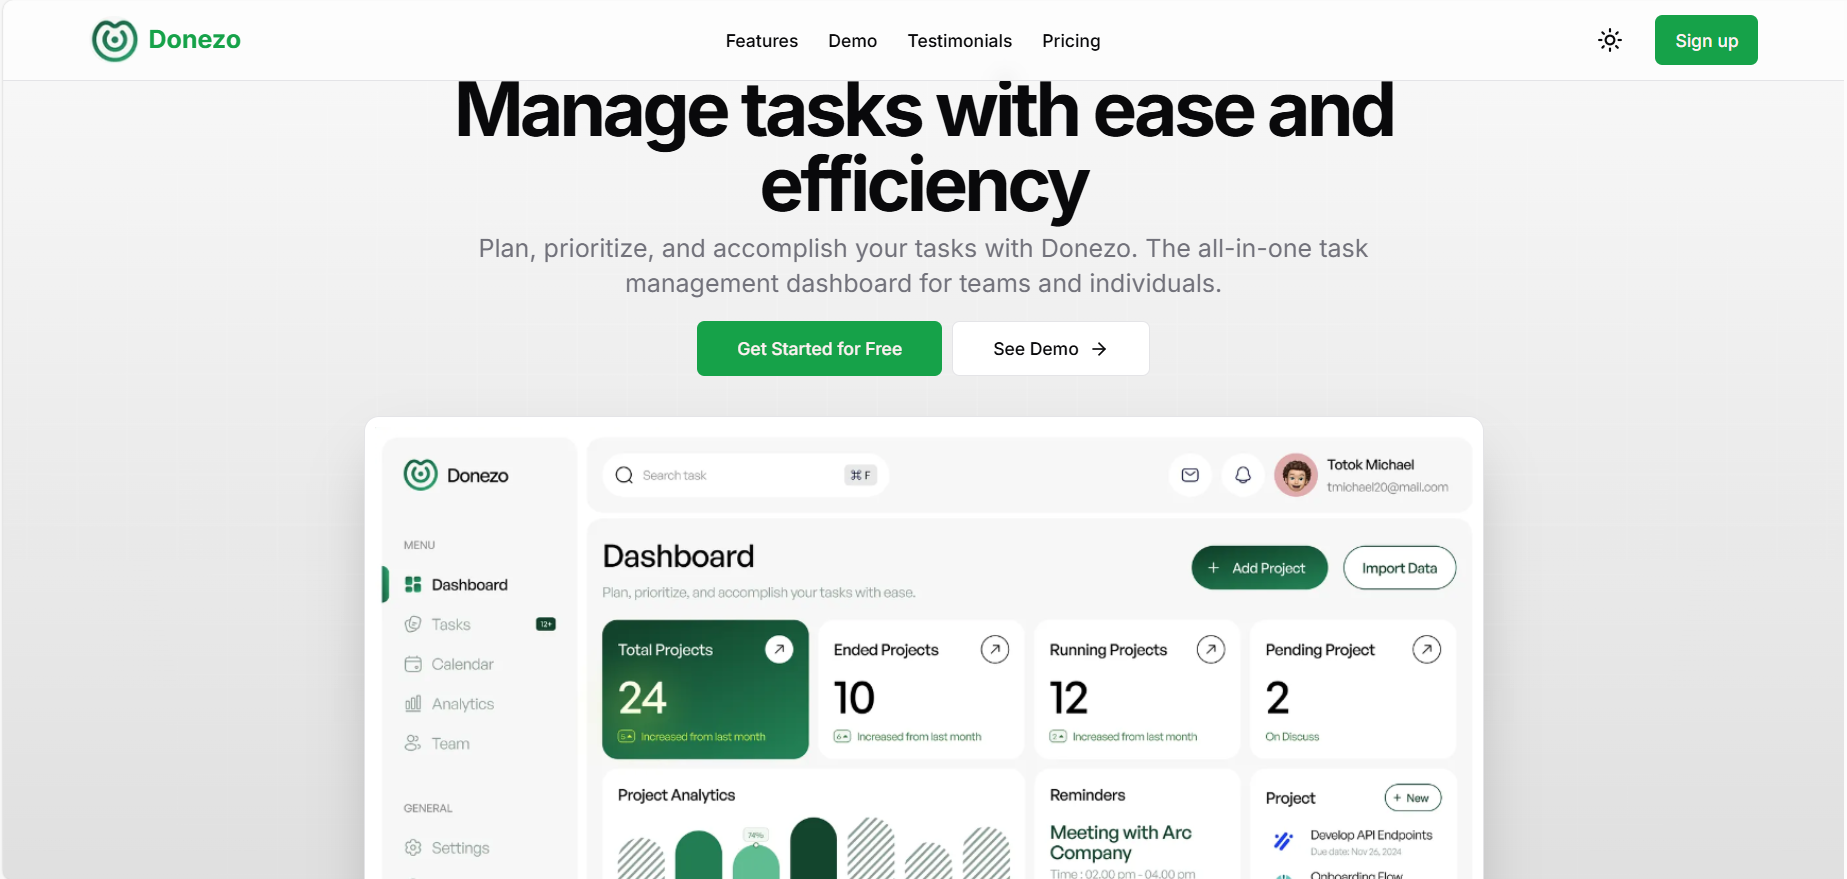 Donezo
Features Demo Testimonials Pricing
Sign up
Manage tasks with ease and
efficiency
Plan, prioritize, and accomplish your tasks with Donezo. The all-in-one task
management dashboard for teams and individuals.
Get Started for Free
See Demo →
Donezo
MENU
Dashboard
Tasks
12+
Calendar
Analytics
Team
GENERAL
Settings
Search task
⌘ F
Totok Michael
tmichael20@mail.com
Dashboard
Plan, prioritize, and accomplish your tasks with ease.
+ Add Project
Import Data
Total Projects
24
5 Increased from last month
Ended Projects
10
6 Increased from last month
Running Projects
12
2 Increased from last month
Pending Project
2
On Discuss
Project Analytics
74%
Reminders
Meeting with Arc
Company
Time : 02.00 pm - 04.00 pm
Project
+ New
Develop API Endpoints
Due date: Nov 26, 2024
Onboarding Flow